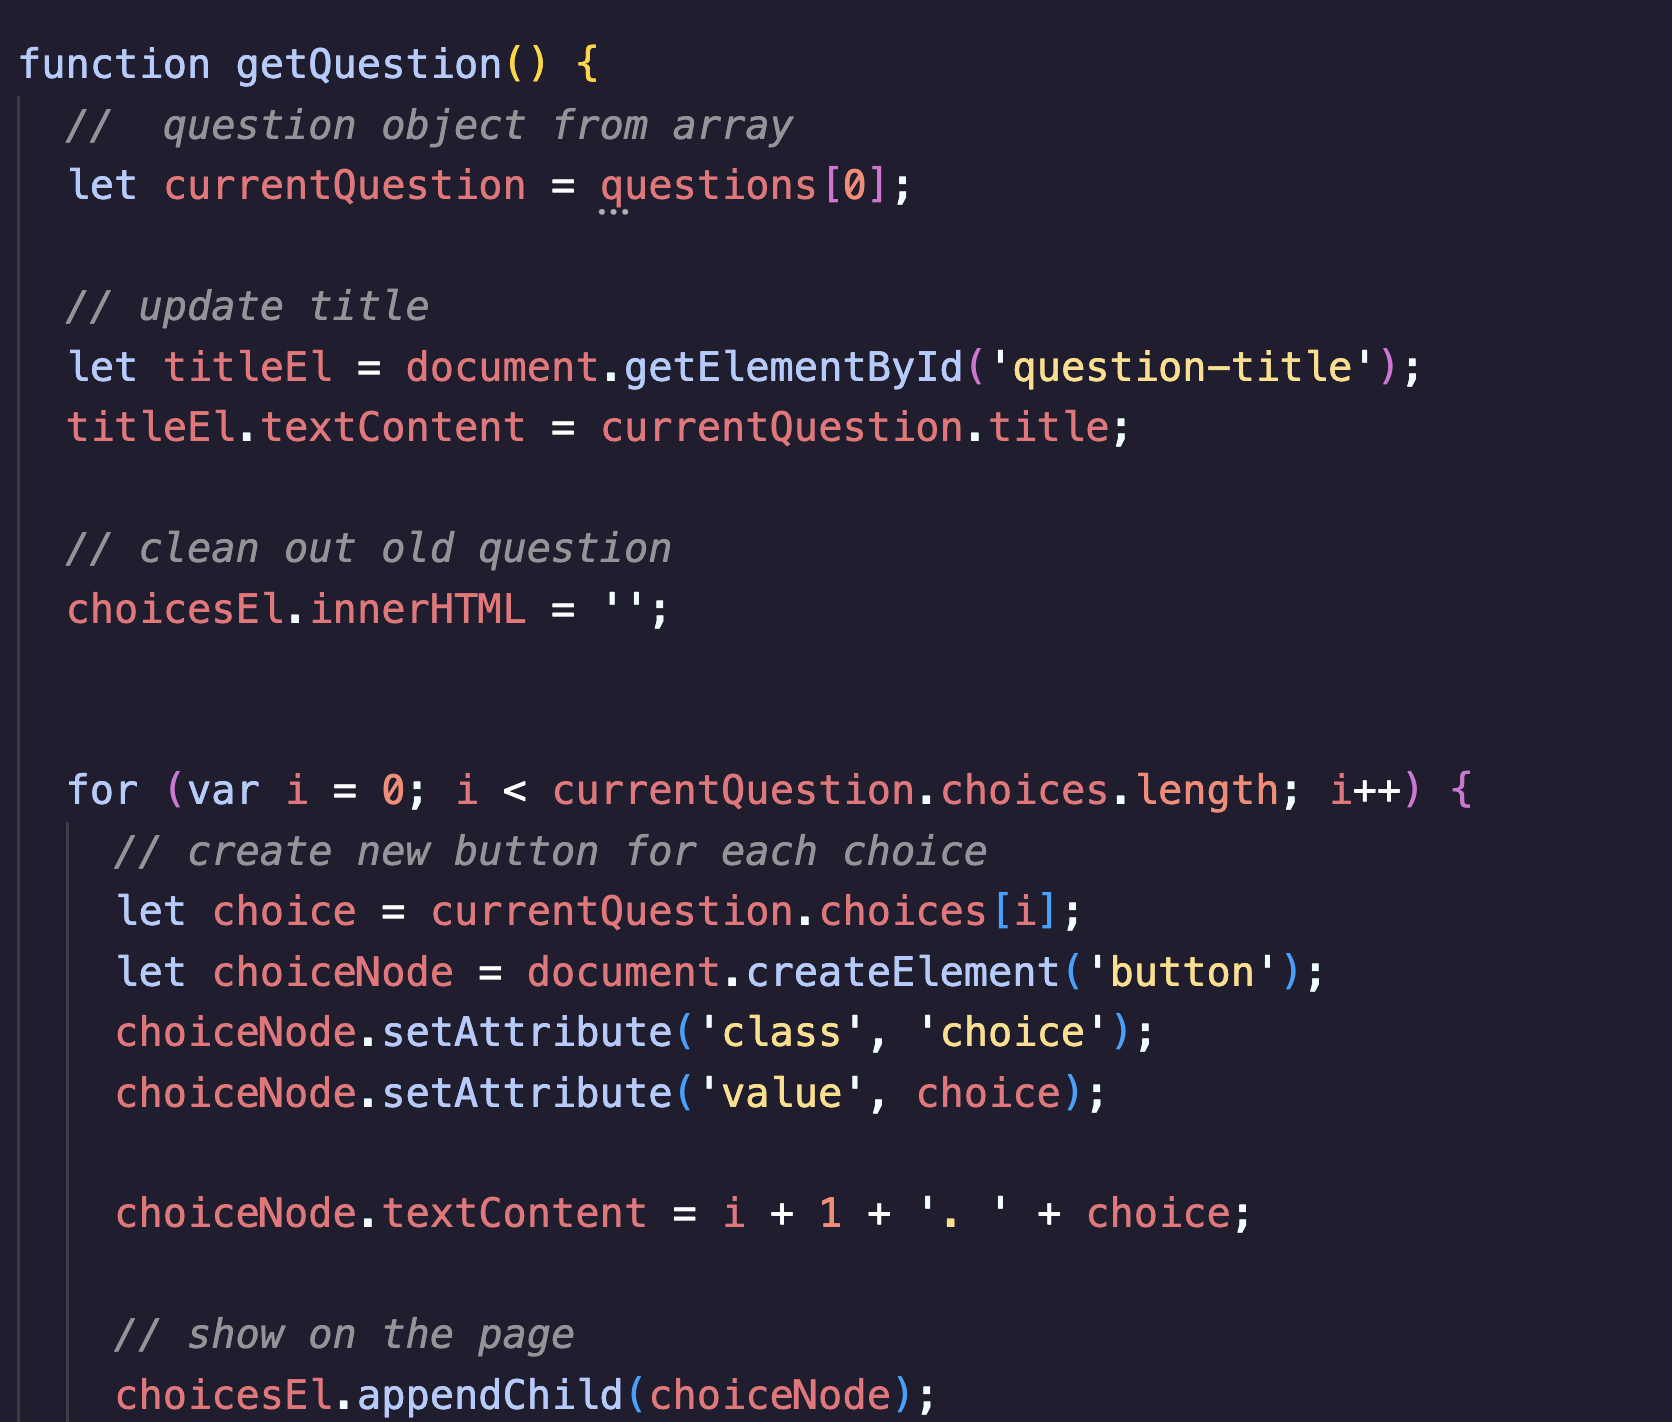 function getQuestion() {
  //  question object from array
  let currentQuestion = questions[0];

  // update title
  let titleEl = document.getElementById('question-title');
  titleEl.textContent = currentQuestion.title;

  // clean out old question
  choicesEl.innerHTML = '';


  for (var i = 0; i < currentQuestion.choices.length; i++) {
    // create new button for each choice
    let choice = currentQuestion.choices[i];
    let choiceNode = document.createElement('button');
    choiceNode.setAttribute('class', 'choice');
    choiceNode.setAttribute('value', choice);

    choiceNode.textContent = i + 1 + '. ' + choice;

    // show on the page
    choicesEl.appendChild(choiceNode);